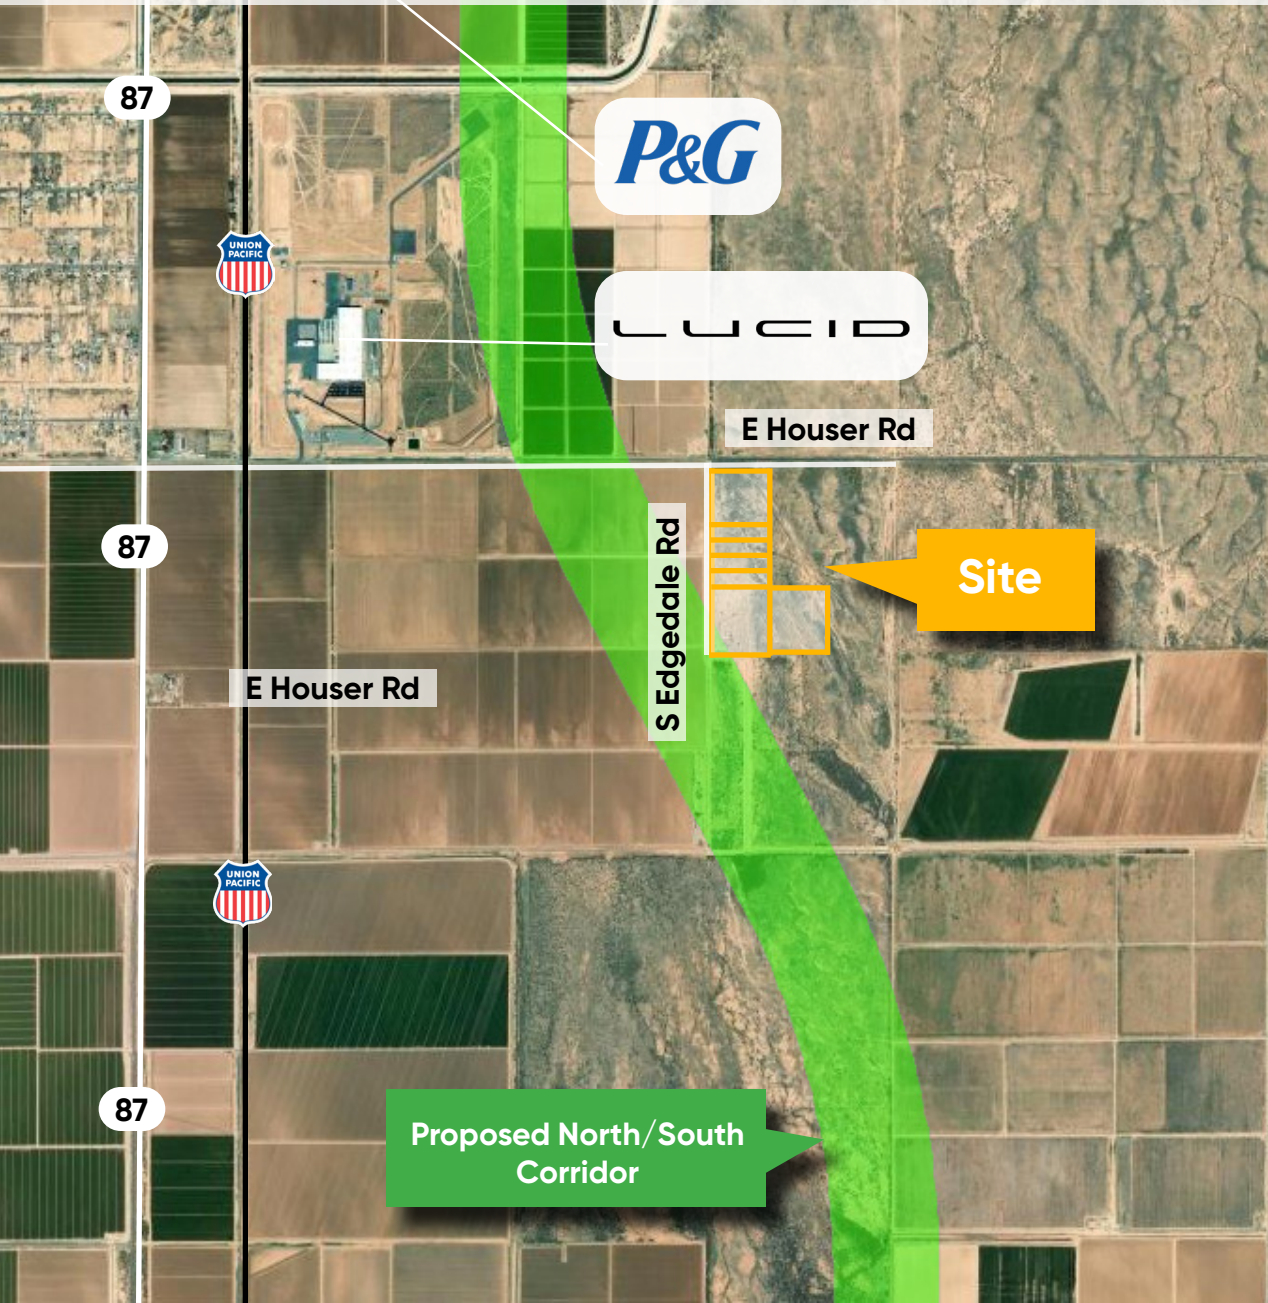 87
P&G
UNION
PACIFIC
LUCID
E Houser Rd
87
S Edgedale Rd
Site
E Houser Rd
UNION
PACIFIC
87
Proposed North/South
Corridor